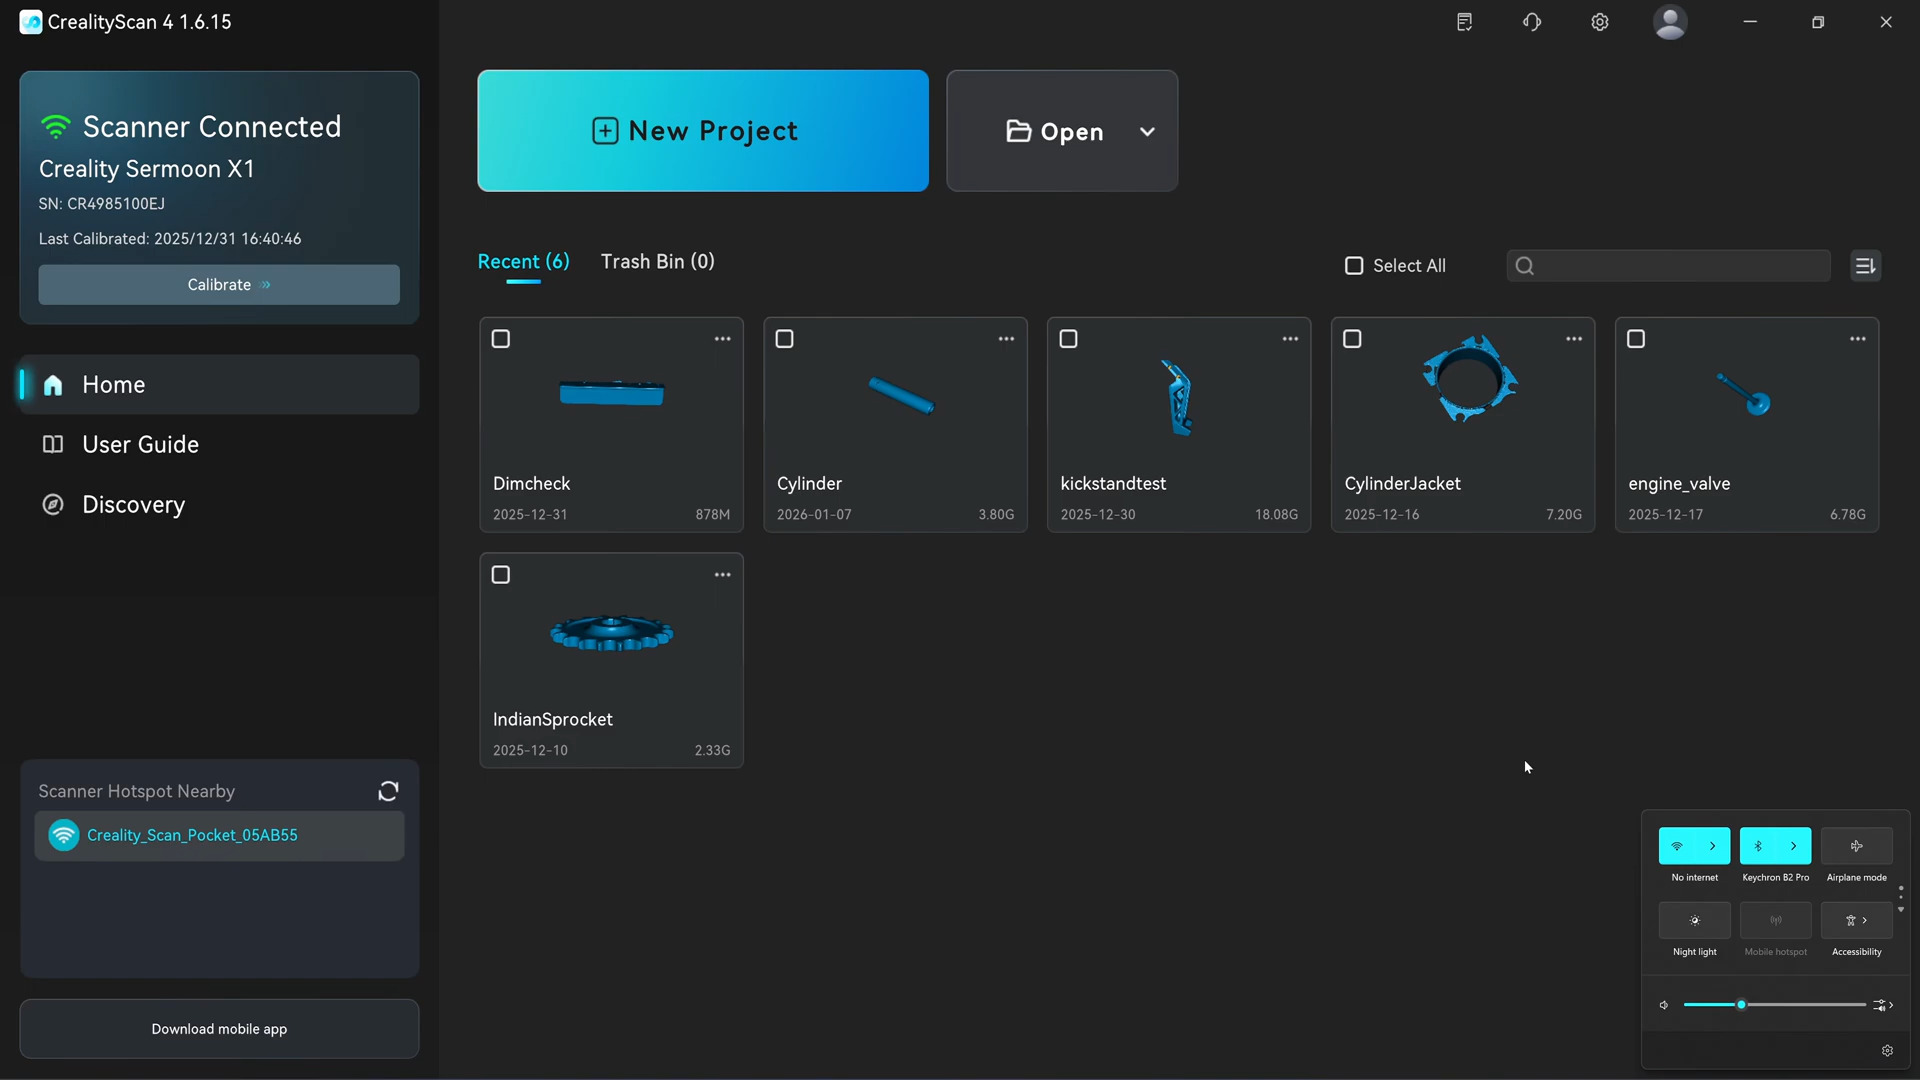 CrealityScan 4 1.6.15
Scanner Connected
Creality Sermoon X1
SN: CR4985100EJ
Last Calibrated: 2025/12/31 16:40:46
Calibrate
Home
User Guide
Discovery
Scanner Hotspot Nearby
Creality_Scan_Pocket_05AB55
Download mobile app
New Project
Open
Recent (6)
Trash Bin (0)
Select All
Dimcheck
2025-12-31 878M
Cylinder
2026-01-07 3.80G
kickstandtest
2025-12-30 18.08G
CylinderJacket
2025-12-16 7.20G
engine_valve
2025-12-17 6.78G
IndianSprocket
2025-12-10 2.33G
No internet
Keychron B2 Pro
Airplane mode
Night light
Mobile hotspot
Accessibility